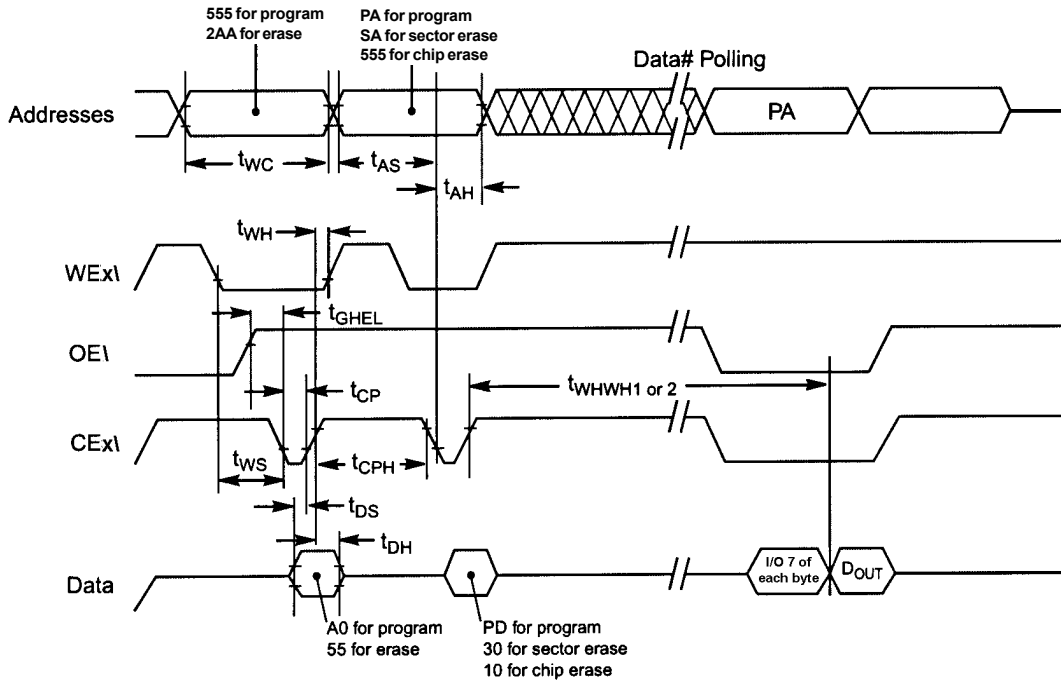 555 for program
2AA for erase
PA for program
SA for sector erase
555 for chip erase
Data# Polling
Addresses
PA
tWC
tAS
tAH
tWH
WEx\
tGHEL
OE\
tCP
tWHWH1 or 2
CEx\
tWS
tCPH
tDS
tDH
Data
I/O 7 of
each byte
DOUT
A0 for program
55 for erase
PD for program
30 for sector erase
10 for chip erase